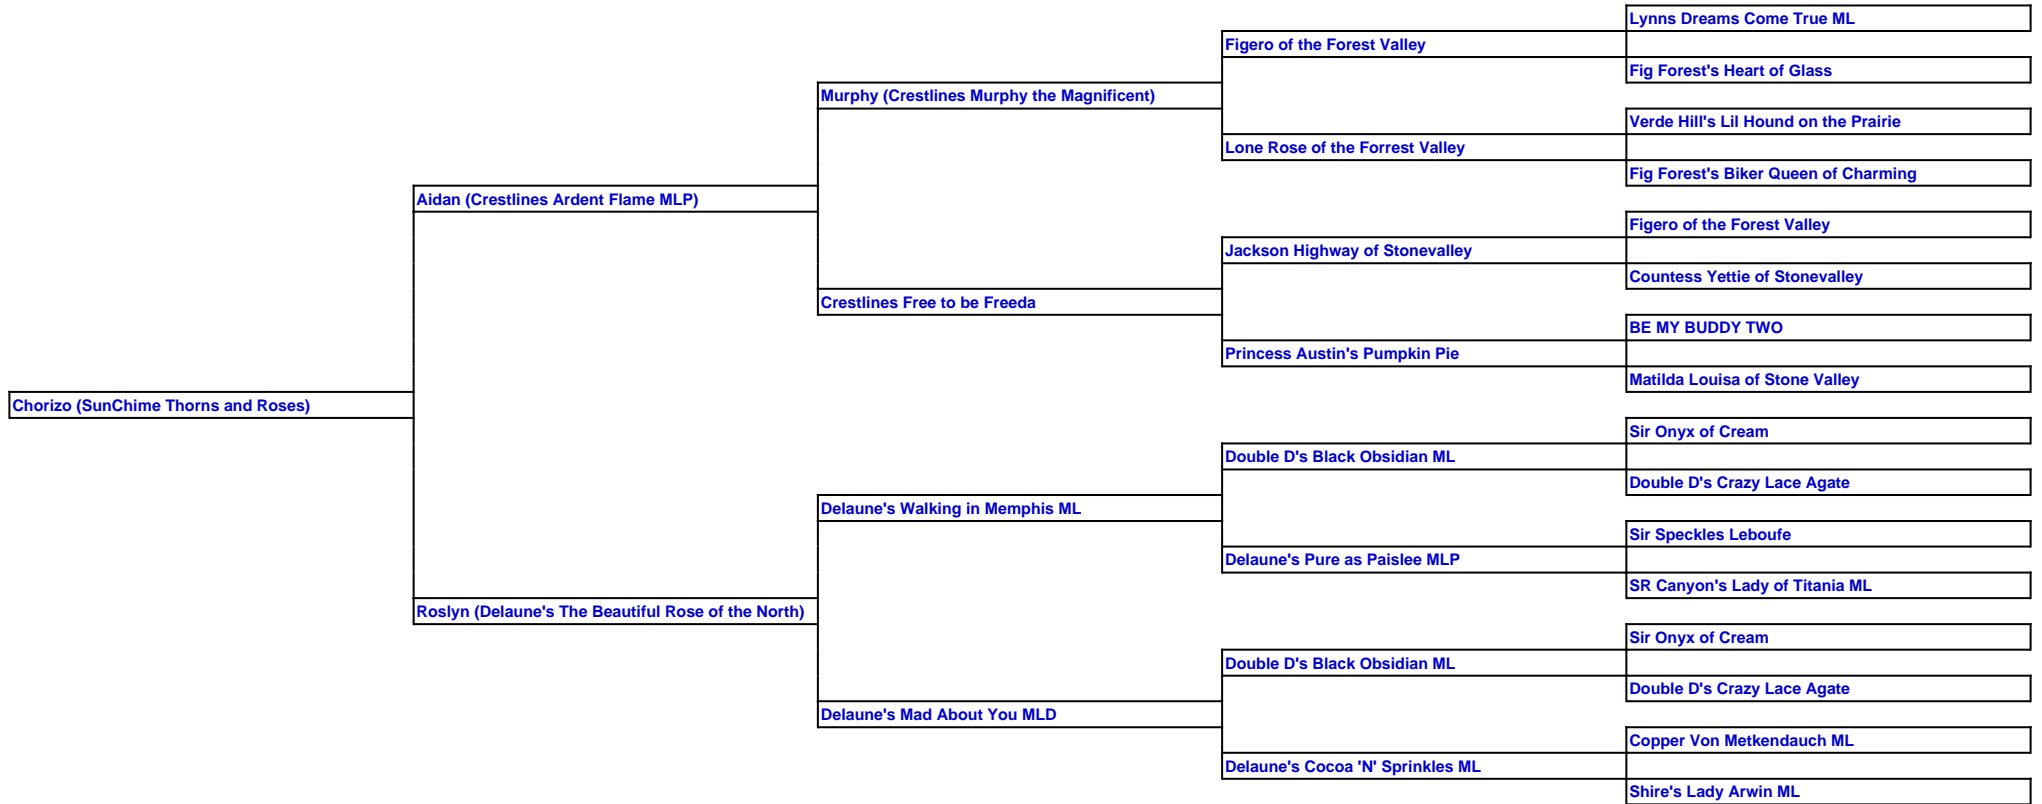 Lynns Dreams Come True ML
Figero of the Forest Valley
Fig Forest's Heart of Glass
Murphy (Crestlines Murphy the Magnificent)
Verde Hill's Lil Hound on the Prairie
Lone Rose of the Forrest Valley
Fig Forest's Biker Queen of Charming
Aidan (Crestlines Ardent Flame MLP)
Figero of the Forest Valley
Jackson Highway of Stonevalley
Countess Yettie of Stonevalley
Crestlines Free to be Freeda
BE MY BUDDY TWO
Princess Austin's Pumpkin Pie
Matilda Louisa of Stone Valley
Chorizo (SunChime Thorns and Roses)
Sir Onyx of Cream
Double D's Black Obsidian ML
Double D's Crazy Lace Agate
Delaune's Walking in Memphis ML
Sir Speckles Leboufe
Delaune's Pure as Paislee MLP
SR Canyon's Lady of Titania ML
Roslyn (Delaune's The Beautiful Rose of the North)
Sir Onyx of Cream
Double D's Black Obsidian ML
Double D's Crazy Lace Agate
Delaune's Mad About You MLD
Copper Von Metkendauch ML
Delaune's Cocoa 'N' Sprinkles ML
Shire's Lady Arwin ML